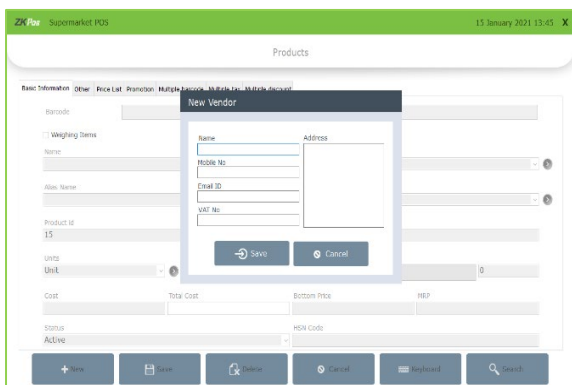 ZKPos Supermarket POS 15 January 2021 13:45 X
Products
Basic Information Other Price List Promotion Multiple barcode Multiple tax Multiple discount
Barcode
New Vendor
Weighing Items
Name Address
Name
Mobile No
Alias Name
Email ID
VAT No
Product Id
15
Save Cancel
Units
Unit 0
Cost Total Cost Bottom Price MRP
Status HSN Code
Active
New Save Delete Cancel Keyboard Search